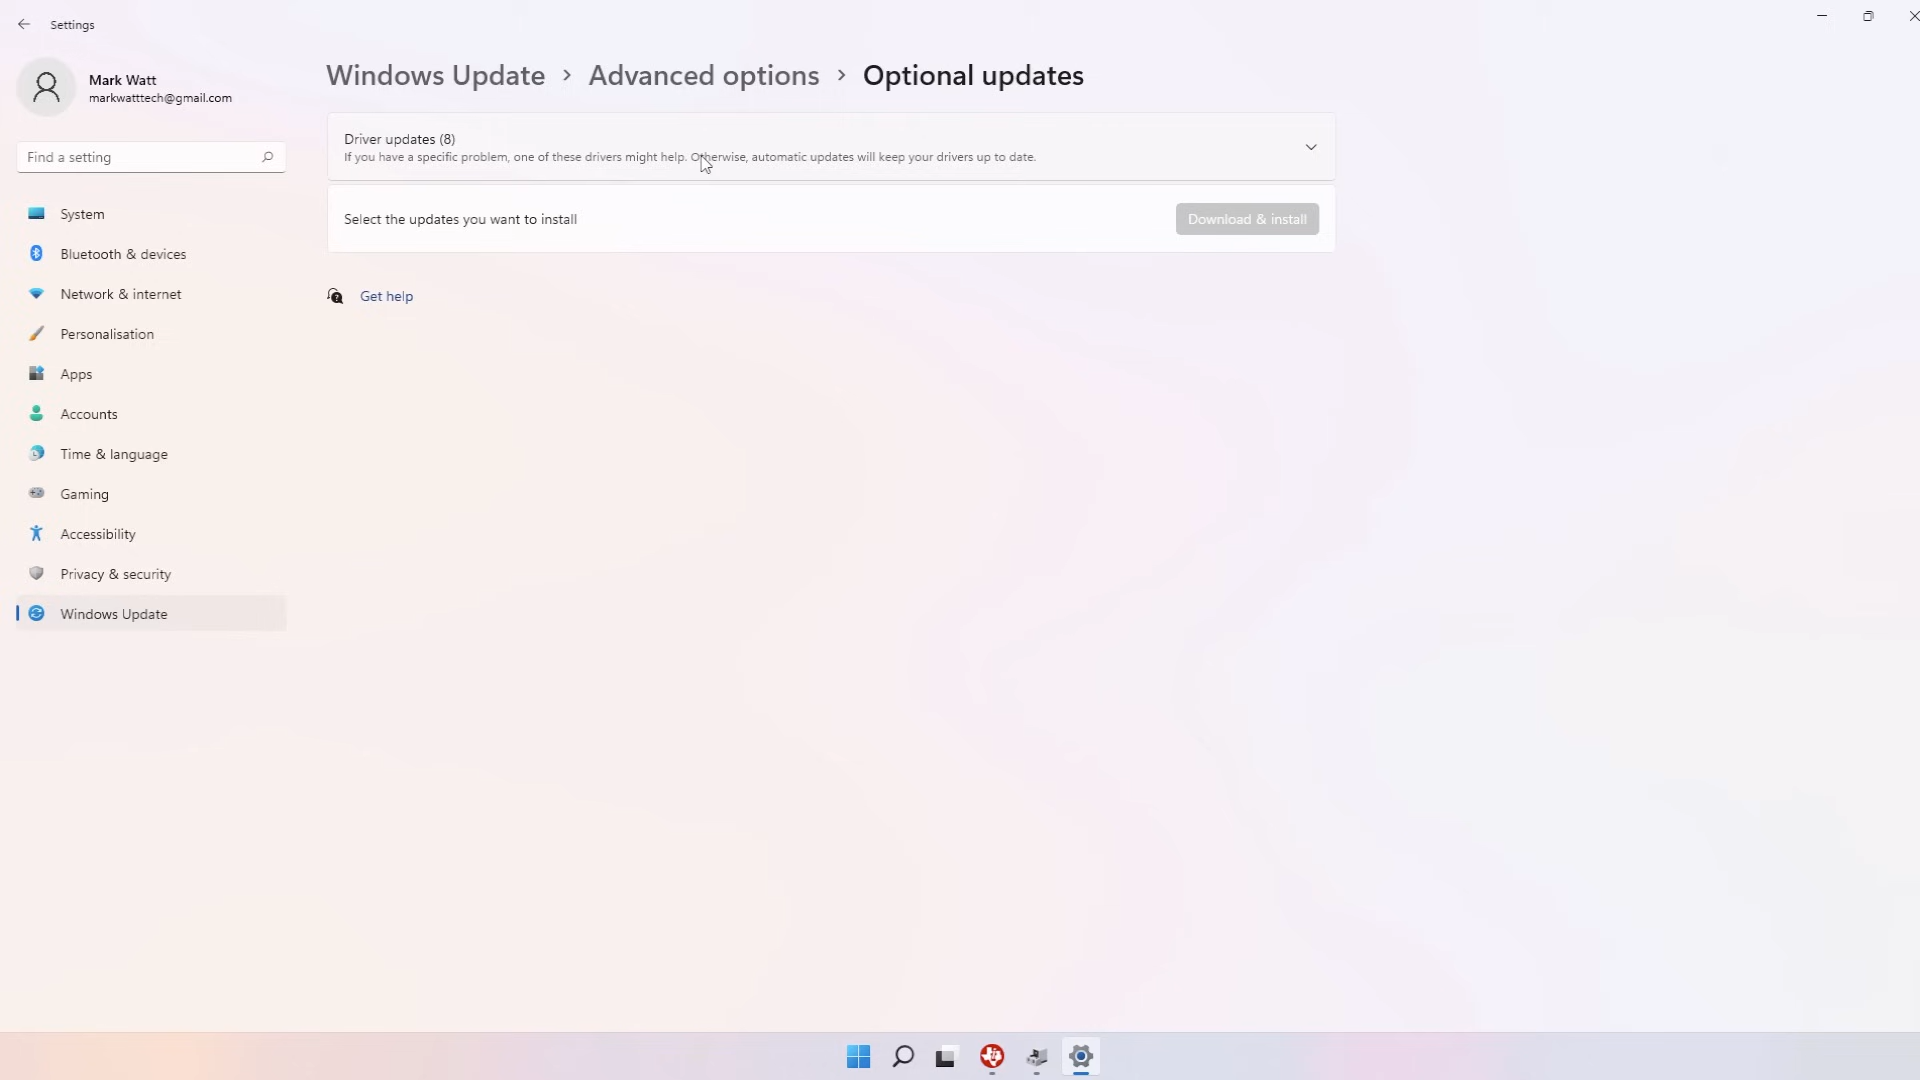 Settings
Mark Watt
markwatttech@gmail.com
Find a setting
System
Bluetooth & devices
Network & internet
Personalisation
Apps
Accounts
Time & language
Gaming
Accessibility
Privacy & security
Windows Update
Windows Update > Advanced options > Optional updates
Driver updates (8)
If you have a specific problem, one of these drivers might help. Otherwise, automatic updates will keep your drivers up to date.
Select the updates you want to install
Download & install
Get help